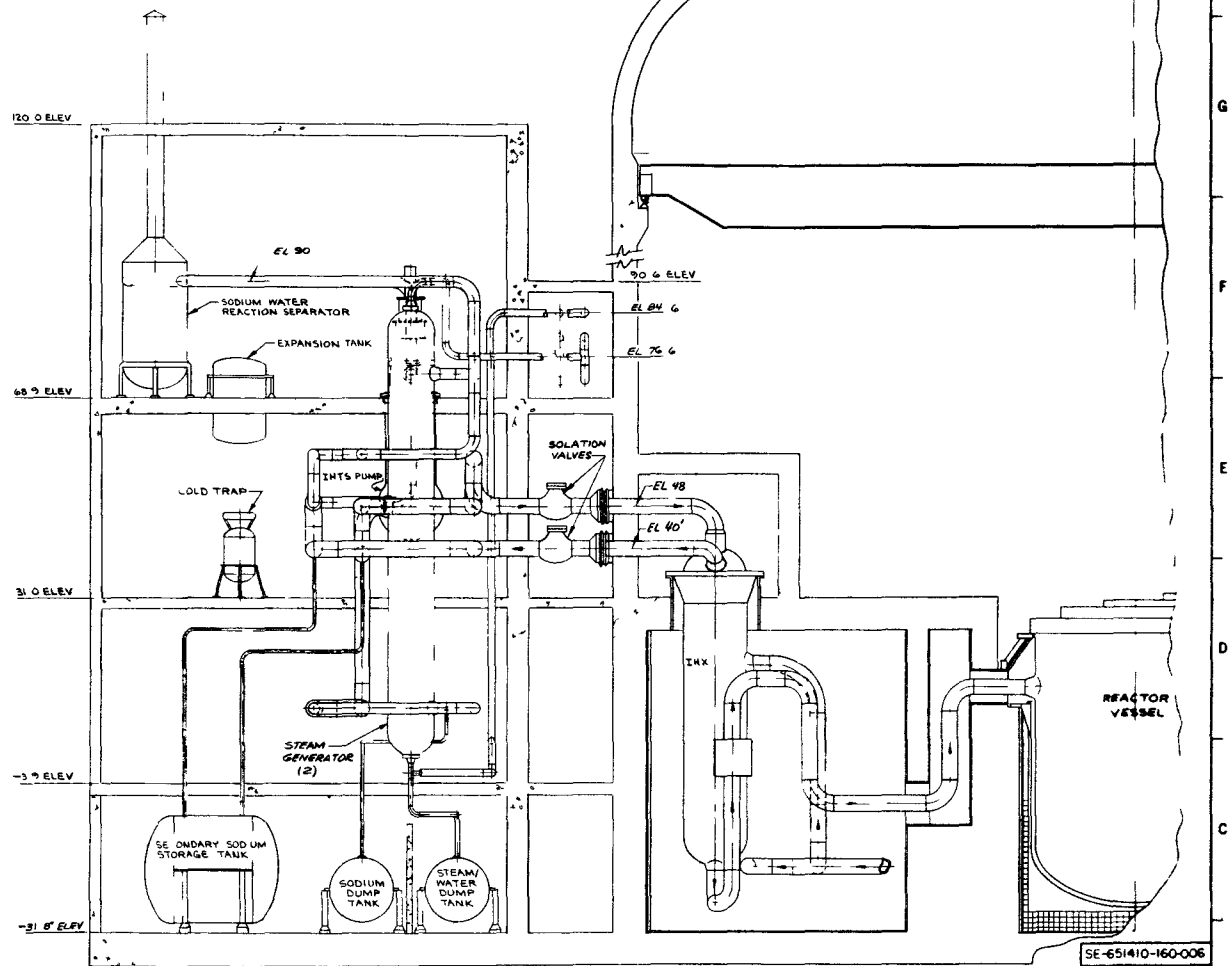 G
120 0 ELEV
EL 90
90 6 ELEV
F
SODIUM WATER
REACTION SEPARATOR
EL 84 6
EXPANSION TANK
EL 76 6
68 9 ELEV
SOLATION
VALVES
E
IHTS PUMP
COLD TRAP
EL 48
EL 40'
31 0 ELEV
D
IHX
REACTOR
VESSEL
STEAM
GENERATOR
(2)
-3 9 ELEV
C
SE ONDARY SOD UM
STORAGE TANK
SODIUM
DUMP
TANK
STEAM/
WATER
DUMP
TANK
-31 8" ELEV
SE-651410-160-006